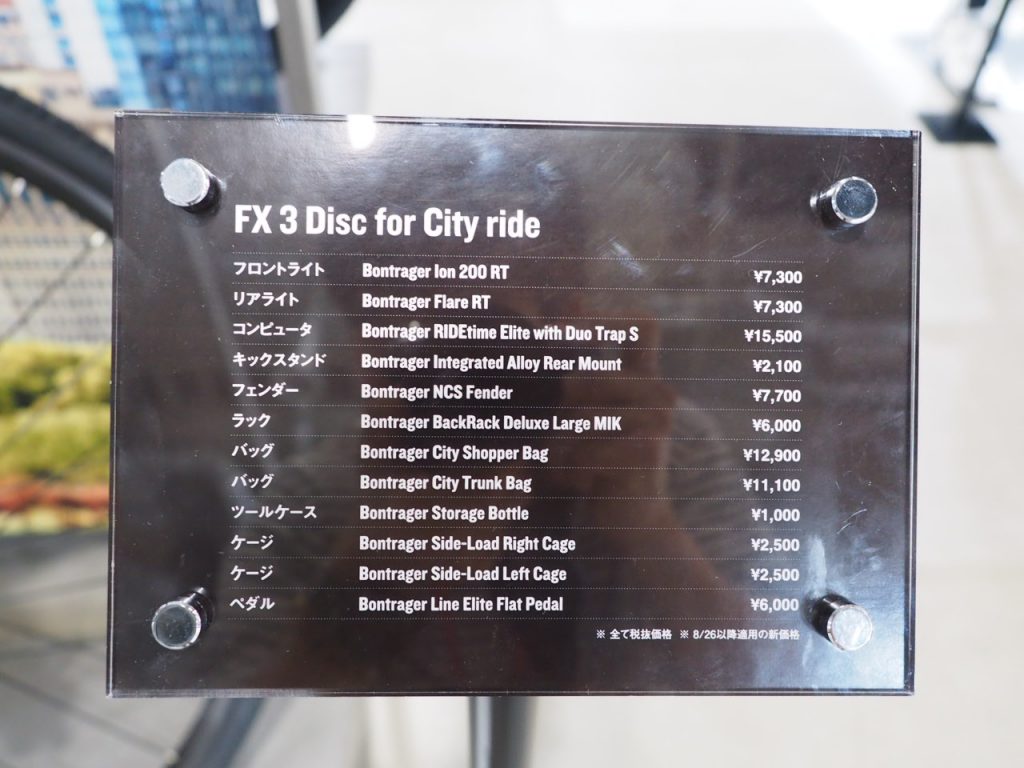 FX 3 Disc for City ride
フロントライト Bontrager Ion 200 RT ¥7,300
リアライト Bontrager Flare RT ¥7,300
コンピュータ Bontrager RIDEtime Elite with Duo Trap S ¥15,500
キックスタンド Bontrager Integrated Alloy Rear Mount ¥2,100
フェンダー Bontrager NCS Fender ¥7,700
ラック Bontrager BackRack Deluxe Large MIK ¥6,000
バッグ Bontrager City Shopper Bag ¥12,900
バッグ Bontrager City Trunk Bag ¥11,100
ツールケース Bontrager Storage Bottle ¥1,000
ケージ Bontrager Side-Load Right Cage ¥2,500
ケージ Bontrager Side-Load Left Cage ¥2,500
ペダル Bontrager Line Elite Flat Pedal ¥6,000
※ 全て税抜価格 ※ 8/26以降適用の新価格